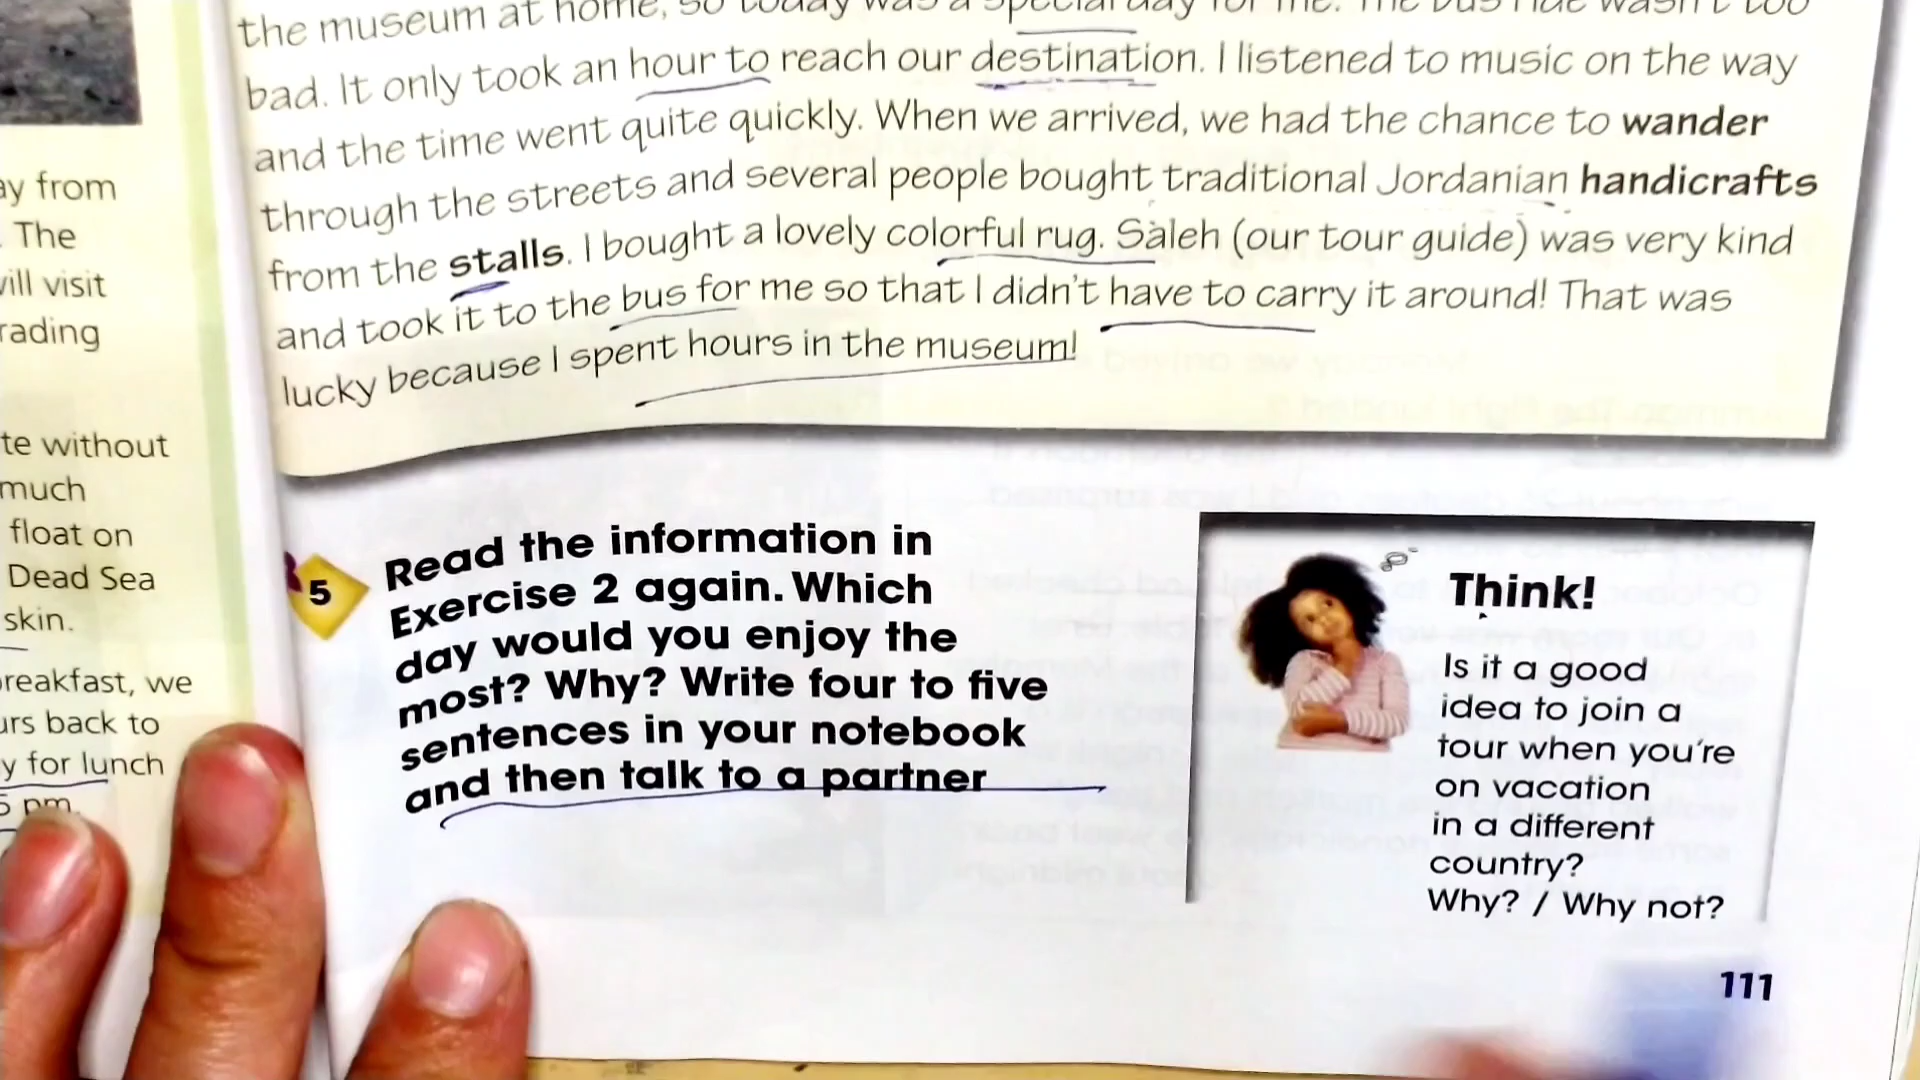 the museum at home, so today was a special day for me. The bus ride wasn't too
bad. It only took an hour to reach our destination. I listened to music on the way
and the time went quite quickly. When we arrived, we had the chance to wander
through the streets and several people bought traditional Jordanian handicrafts
from the stalls. I bought a lovely colorful rug. Saleh (our tour guide) was very kind
and took it to the bus for me so that I didn't have to carry it around! That was
lucky because I spent hours in the museum!
ay from
The
will visit
rading
te without
much
float on
Dead Sea
skin.
reakfast, we
urs back to
y for lunch
5 pm.
5
Read the information in
Exercise 2 again. Which
day would you enjoy the
most? Why? Write four to five
sentences in your notebook
and then talk to a partner
Think!
Is it a good
idea to join a
tour when you're
on vacation
in a different
country?
Why? / Why not?
111